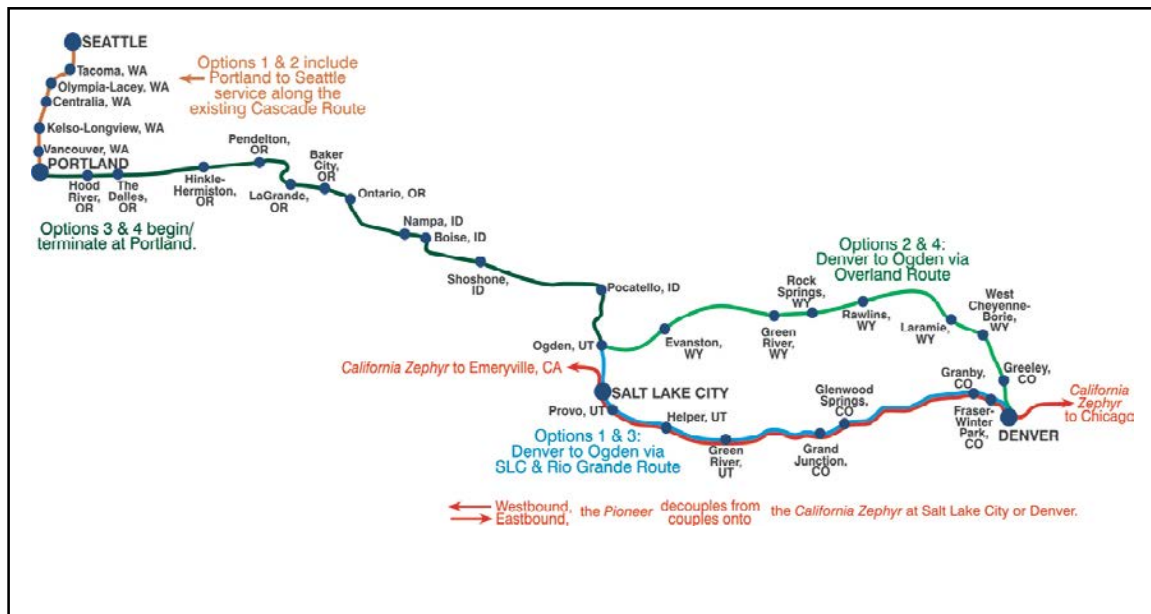 SEATTLE
Tacoma, WA
Olympia-Lacey, WA
Centralia, WA
Kelso-Longview, WA
Vancouver, WA
PORTLAND
Options 1 & 2 include
Portland to Seattle
service along the
existing Cascade Route
Hood
River,
OR
The
Dalles,
OR
Hinkle-
Hermiston,
OR
Pendelton,
OR
LaGrande,
OR
Baker
City,
OR
Ontario, OR
Options 3 & 4 begin/
terminate at Portland.
Nampa, ID
Boise, ID
Shoshone,
ID
Pocatello, ID
Options 2 & 4:
Denver to Ogden via
Overland Route
Ogden, UT
Evanston,
WY
Green
River,
WY
Rock
Springs,
WY
Rawlins,
WY
Laramie,
WY
West
Cheyenne-
Borie, WY
Greeley,
CO
California Zephyr to Emeryville, CA
SALT LAKE CITY
Provo, UT
Helper, UT
Green
River,
UT
Grand
Junction,
CO
Glenwood
Springs,
CO
Granby,
CO
Fraser-
Winter
Park,
CO
DENVER
California
Zephyr
to Chicago
Options 1 & 3:
Denver to Ogden via
SLC & Rio Grande Route
Westbound, the Pioneer decouples from the California Zephyr at Salt Lake City or Denver.
Eastbound, couples onto